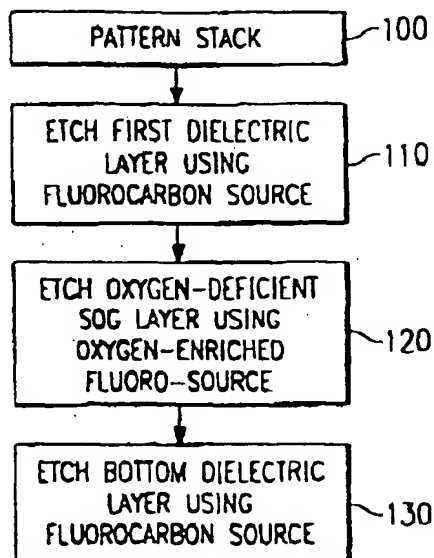 PATTERN STACK
100
ETCH FIRST DIELECTRIC
LAYER USING
FLUOROCARBON SOURCE
110
ETCH OXYGEN-DEFICIENT
SOG LAYER USING
OXYGEN-ENRICHED
FLUORO-SOURCE
120
ETCH BOTTOM DIELECTRIC
LAYER USING
FLUOROCARBON SOURCE
130